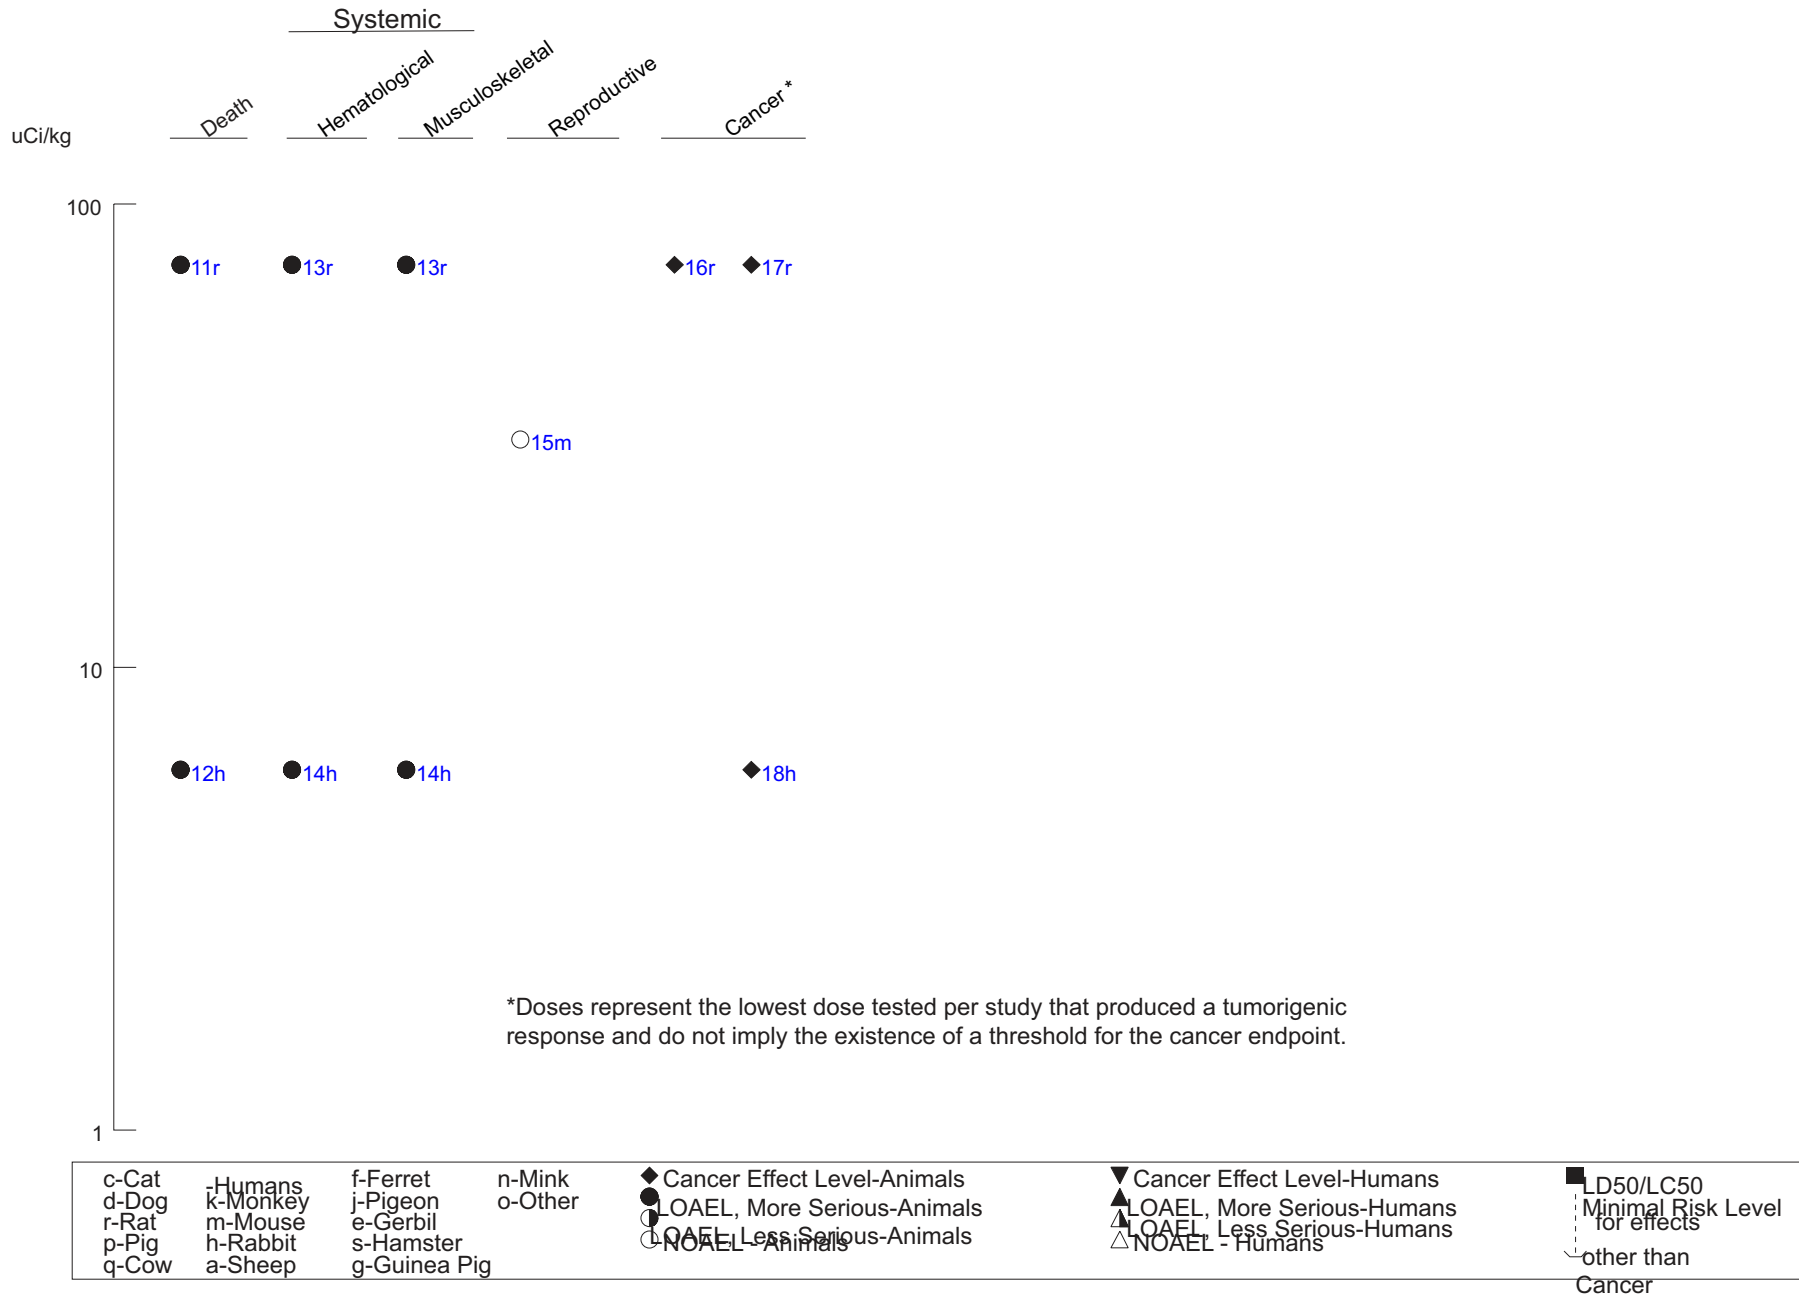 Systemic
Death
Hematological
Musculoskeletal
Reproductive
Cancer *
uCi/kg
100
11r
13r
13r
16r
17r
15m
10
12h
14h
14h
18h
*Doses represent the lowest dose tested per study that produced a tumorigenic
response and do not imply the existence of a threshold for the cancer endpoint.
1
c-Cat
d-Dog
r-Rat
p-Pig
q-Cow
-Humans
k-Monkey
m-Mouse
h-Rabbit
a-Sheep
f-Ferret
j-Pigeon
e-Gerbil
s-Hamster
g-Guinea Pig
n-Mink
o-Other
Cancer Effect Level-Animals
LOAEL, More Serious-Animals
LOAEL, Less Serious-Animals
NOAEL - Animals
Cancer Effect Level-Humans
LOAEL, More Serious-Humans
LOAEL, Less Serious-Humans
NOAEL - Humans
LD50/LC50
Minimal Risk Level
for effects
other than
Cancer